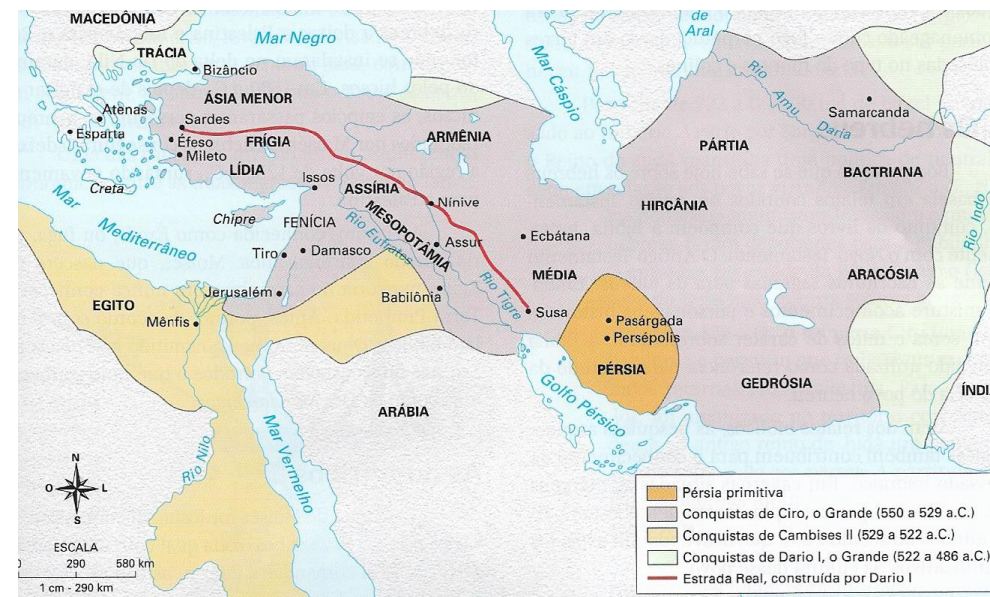 MACEDÔNIA
TRÁCIA
Mar Negro
Bizâncio
de
Aral
Mar Cáspio
Rio Amu
Daria
Samarcanda
ÁSIA MENOR
Atenas
Sardes
Esparta
Éfeso
FRÍGIA
ARMÊNIA
Mileto
LÍDIA
PÁRTIA
BACTRIANA
Creta
Issos
ASSÍRIA
Nínive
HIRCÂNIA
Mar
Mediterrâneo
Chipre
FENÍCIA
MESOPOTÂMIA
Rio Eufrates
Assur
Ecbátana
Rio Indo
Tiro
Damasco
Rio Tigre
MÉDIA
ARACÓSIA
EGITO
Jerusalém
Babilônia
Susa
Mênfis
Pasárgada
Persépolis
PÉRSIA
GEDRÓSIA
ÍNDI
ARÁBIA
Golfo Pérsico
Rio Nilo
Mar Vermelho
N
O L
S
ESCALA
0 290 580 km
1 cm - 290 km
Pérsia primitiva
Conquistas de Ciro, o Grande (550 a 529 a.C.)
Conquistas de Cambises II (529 a 522 a.C.)
Conquistas de Dario I, o Grande (522 a 486 a.C.)
Estrada Real, construída por Dario I